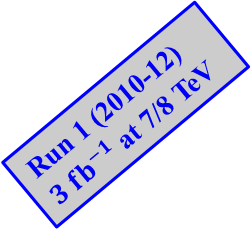 Run 1 (2010-12)
3 fb⁻¹ at 7/8 TeV